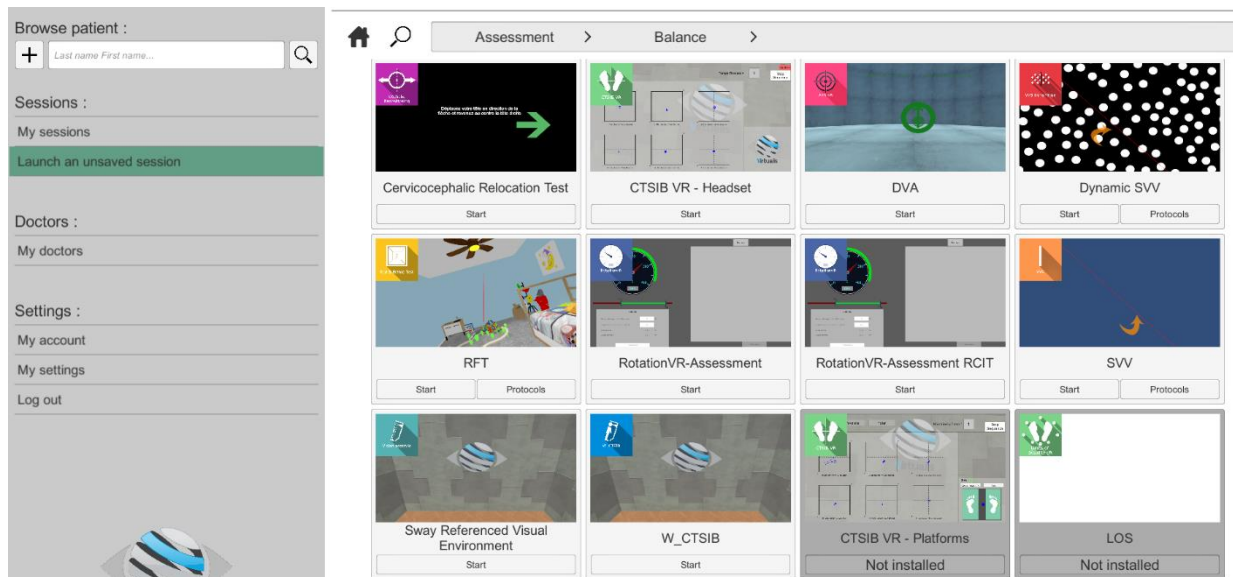 Browse patient :
+
Last name First name...
Sessions :
My sessions
Launch an unsaved session
Doctors :
My doctors
Settings :
My account
My settings
Log out
Assessment > Balance >
Cervicocephalic Relocation Test
Start
CTSIB VR - Headset
Start
DVA
Start
Dynamic SVV
Start Protocols
RFT
Start Protocols
RotationVR-Assessment
Start
RotationVR-Assessment RCIT
Start
SVV
Start Protocols
Sway Referenced Visual
Environment
Start
W_CTSIB
Start
CTSIB VR - Platforms
Not installed
LOS
Not installed